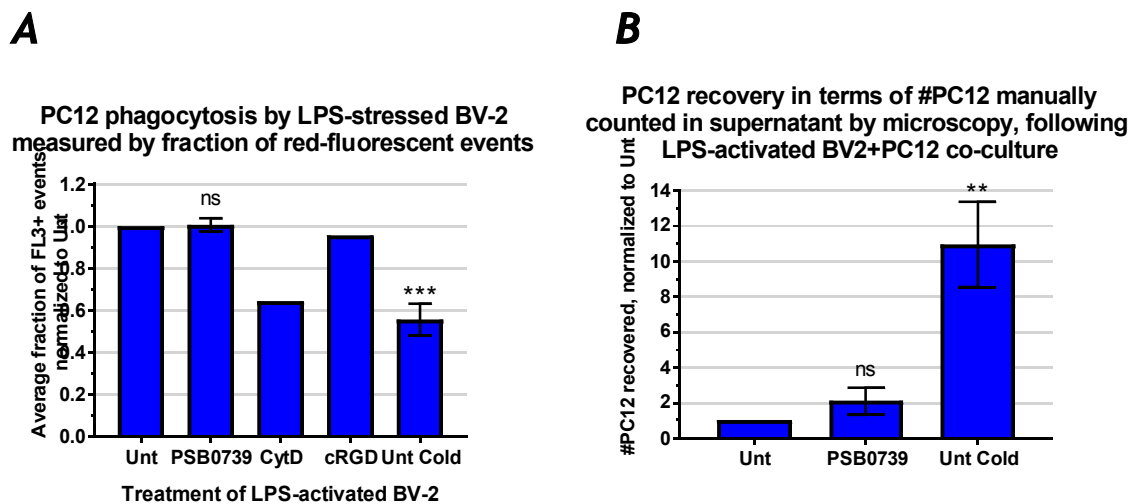 A
PC12 phagocytosis by LPS-stressed BV-2
measured by fraction of red-fluorescent events
Average fraction of FL3+ events
normalized to Unt
1.2
1.0
0.8
0.6
0.4
0.2
0.0
ns
***
Unt PSB0739 CytD cRGD Unt Cold
Treatment of LPS-activated BV-2
B
PC12 recovery in terms of #PC12 manually
counted in supernatant by microscopy, following
LPS-activated BV2+PC12 co-culture
#PC12 recovered, normalized to Unt
14
12
10
8
6
4
2
0
ns
**
Unt PSB0739 Unt Cold